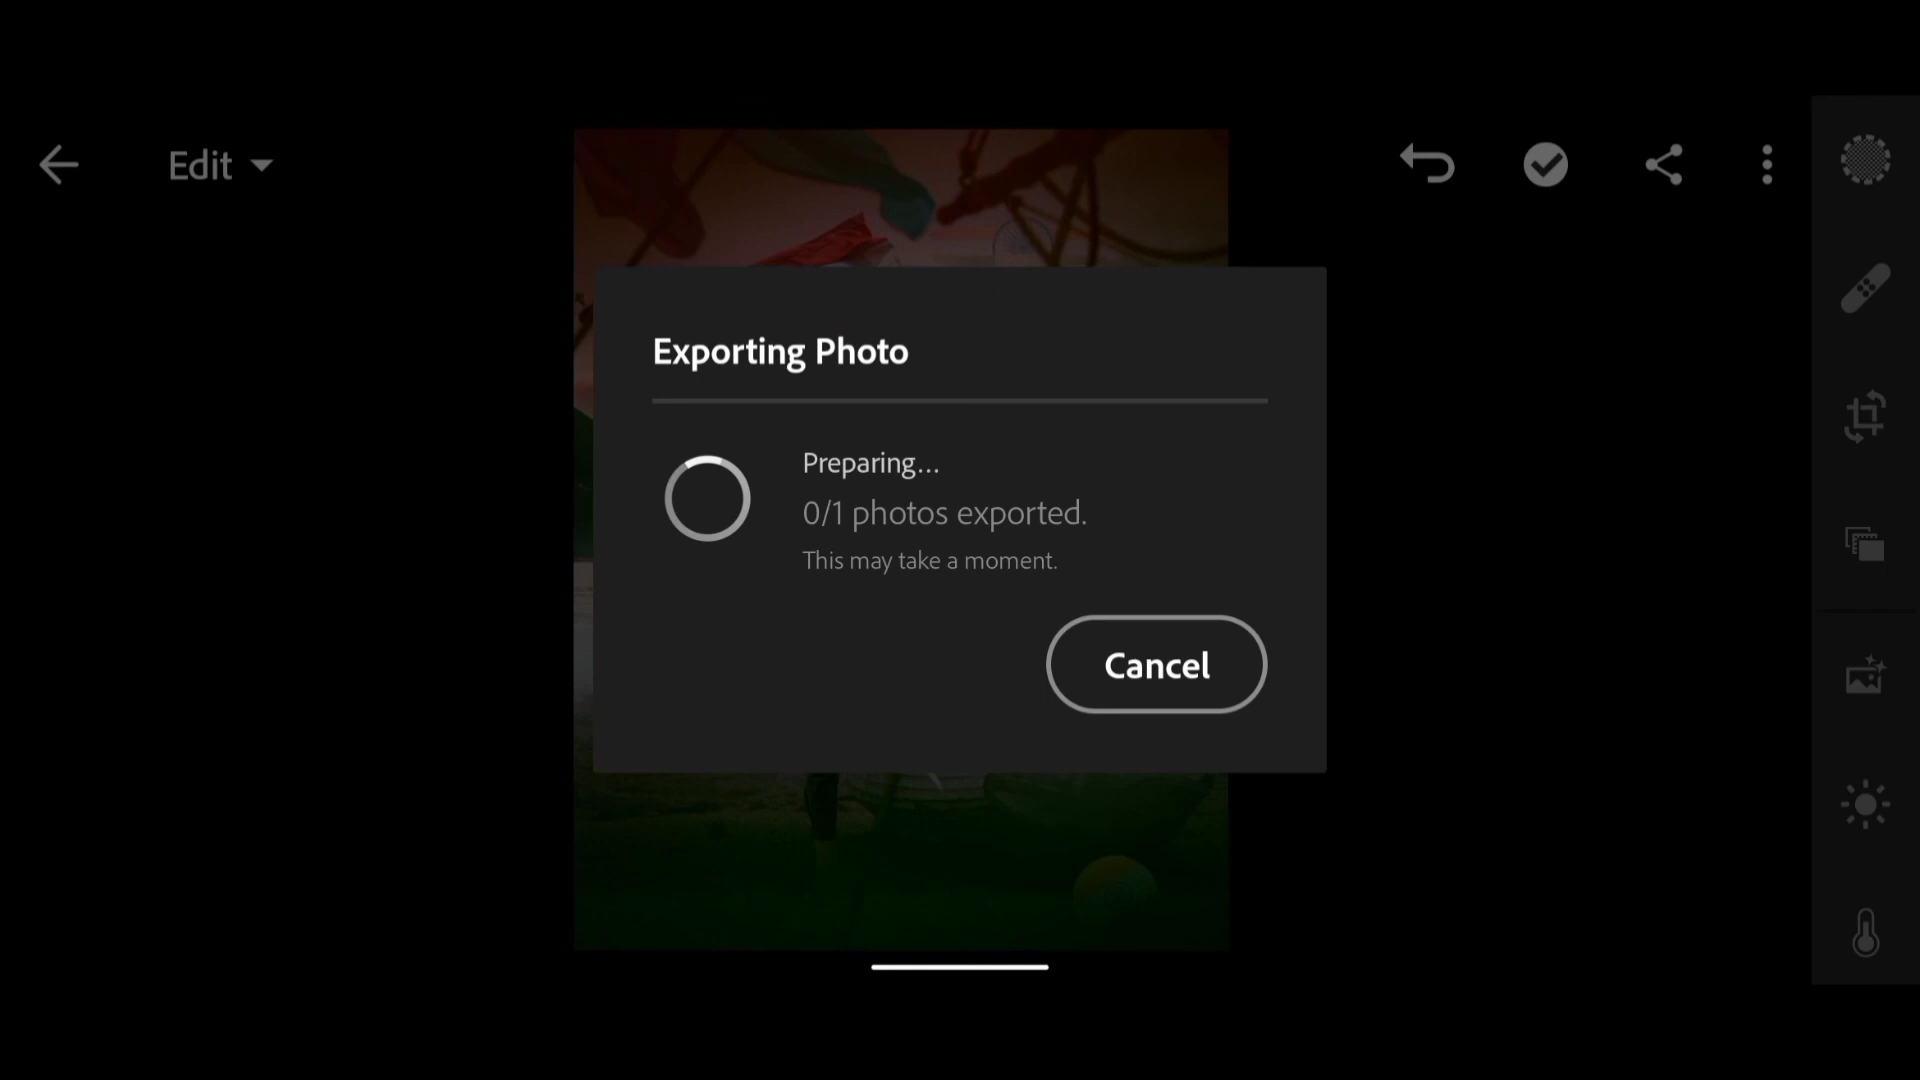 Edit
Exporting Photo
Preparing...
0/1 photos exported.
This may take a moment.
Cancel